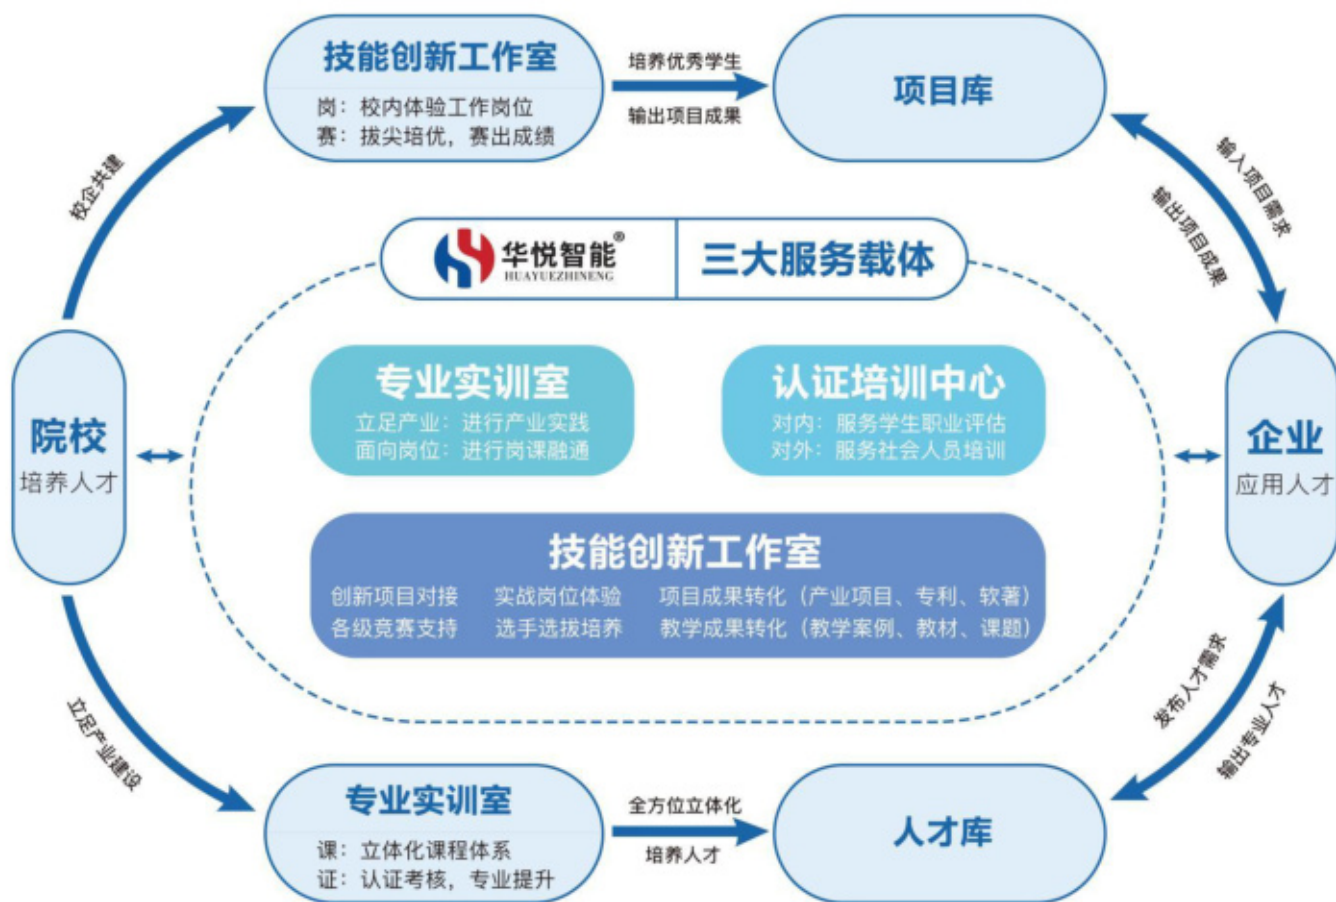 技能创新工作室
岗：校内体验工作岗位
赛：拔尖培优，赛出成绩
培养优秀学生
输出项目成果
项目库
校企共建
输入项目需求
输出项目成果
华悦智能®
HUAYUEZHINENG
三大服务载体
院校
培养人才
专业实训室
立足产业：进行产业实践
面向岗位：进行岗课融通
认证培训中心
对内：服务学生职业评估
对外：服务社会人员培训
企业
应用人才
技能创新工作室
创新项目对接 实战岗位体验 项目成果转化（产业项目、专利、软著）
各级竞赛支持 选手选拔培养 教学成果转化（教学案例、教材、课题）
立足产业建设
发布人才需求
输出专业人才
专业实训室
课：立体化课程体系
证：认证考核，专业提升
全方位立体化
培养人才
人才库